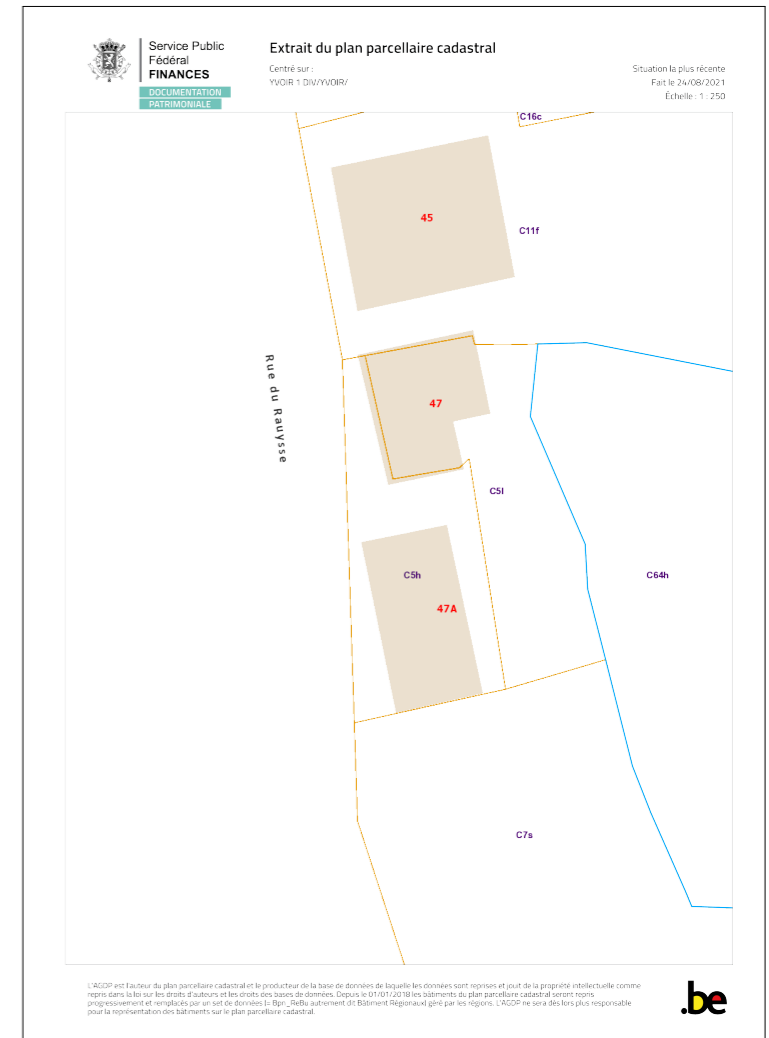 Service Public
Fédéral
FINANCES
DOCUMENTATION
PATRIMONIALE
Extrait du plan parcellaire cadastral
Centré sur :
YVOIR 1 DIV/YVOIR/
Situation la plus récente
Fait le 24/08/2021
Échelle : 1 : 250
C16c
45
C11f
Rue du Rauysse
47
C5l
C5h
C64h
47A
C7s
L'AGDP est l'auteur du plan parcellaire cadastral et le producteur de la base de données de laquelle les données sont reprises et jouit de la propriété intellectuelle comme
repris dans la loi sur les droits d'auteurs et les droits des bases de données. Depuis le 01/01/2018 les bâtiments du plan parcellaire cadastral seront repris
progressivement et remplacés par un set de données (= Bpn_ReBu autrement dit Bâtiment Régionaux) géré par les régions. L'AGDP ne sera dès lors plus responsable
pour la représentation des bâtiments sur le plan parcellaire cadastral.
.be